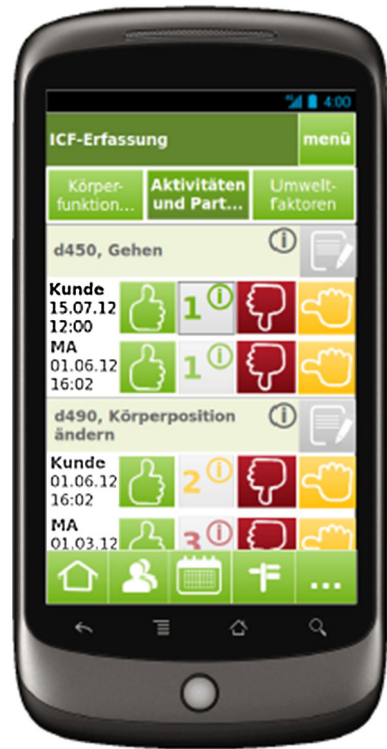 4:00
ICF-Erfassung
menü
Körper-
funktion...
Aktivitäten
und Part...
Umwelt-
faktoren
d450, Gehen
Kunde
15.07.12
12:00
1
MA
01.06.12
16:02
1
d490, Körperposition
ändern
Kunde
01.06.12
16:02
2
MA
01.03.12
3
...